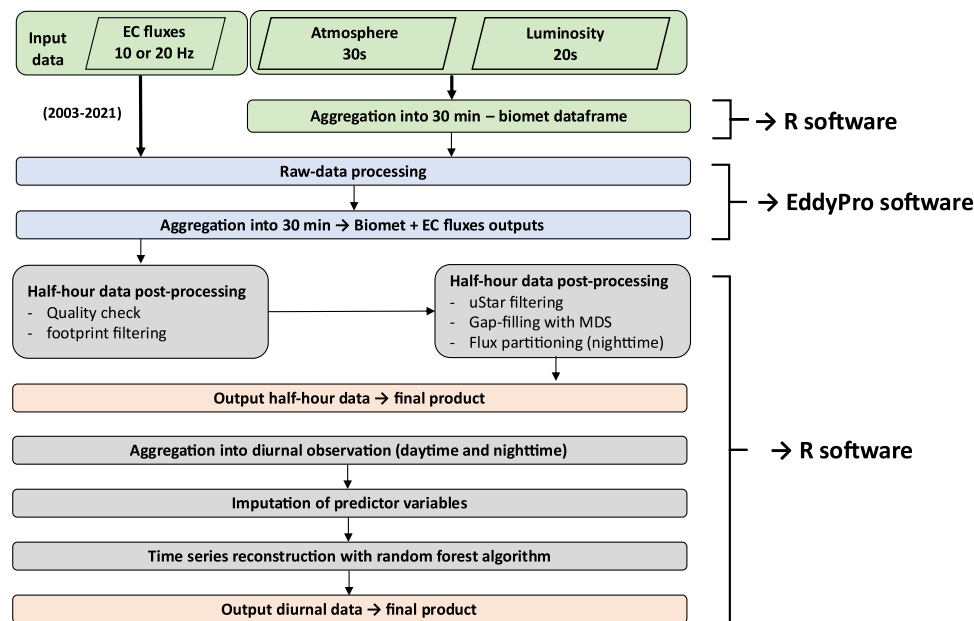 Input
data
EC fluxes
10 or 20 Hz
Atmosphere
30s
Luminosity
20s
(2003-2021)
Aggregation into 30 min – biomet dataframe
→ R software
Raw-data processing
→ EddyPro software
Aggregation into 30 min → Biomet + EC fluxes outputs
Half-hour data post-processing
- Quality check
- footprint filtering
Half-hour data post-processing
- uStar filtering
- Gap-filling with MDS
- Flux partitioning (nighttime)
Output half-hour data → final product
Aggregation into diurnal observation (daytime and nighttime)
→ R software
Imputation of predictor variables
Time series reconstruction with random forest algorithm
Output diurnal data → final product